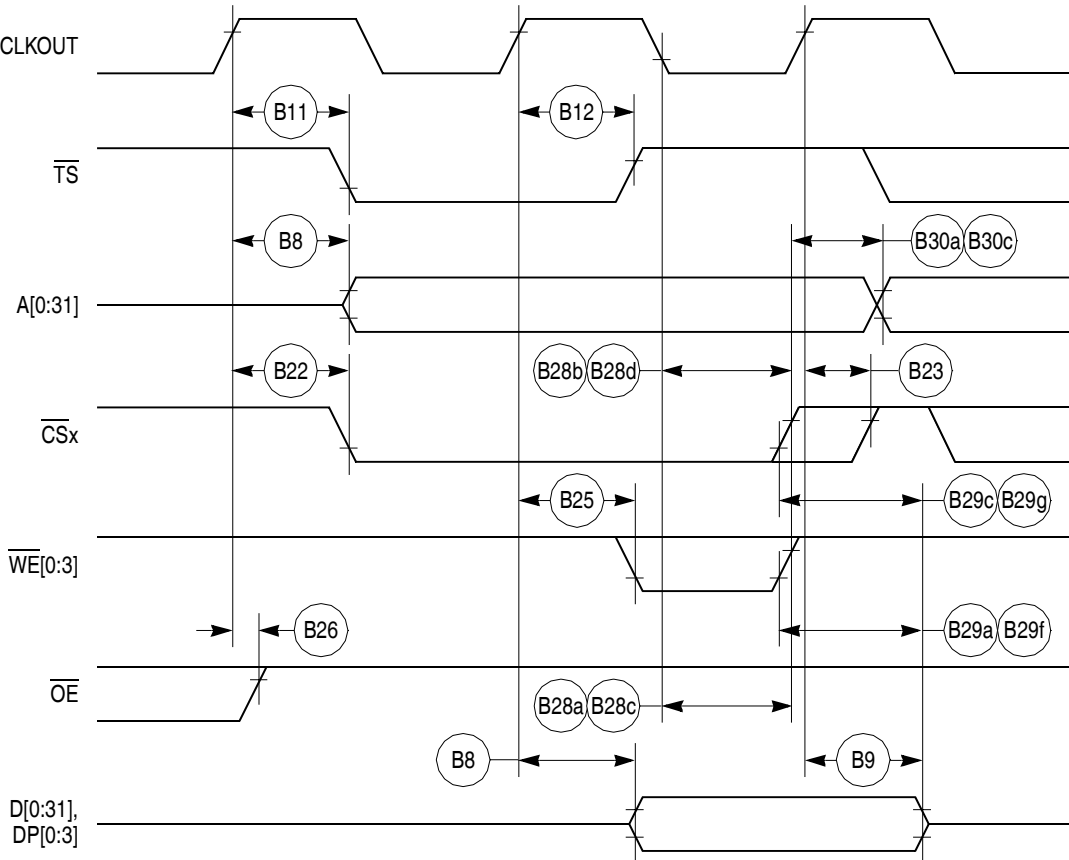 CLKOUT
B11
B12
TS
B8
B30a B30c
A[0:31]
B22
B28b B28d
B23
CSx
B25
B29c B29g
WE[0:3]
B26
B29a B29f
OE
B28a B28c
B8
B9
D[0:31],
DP[0:3]